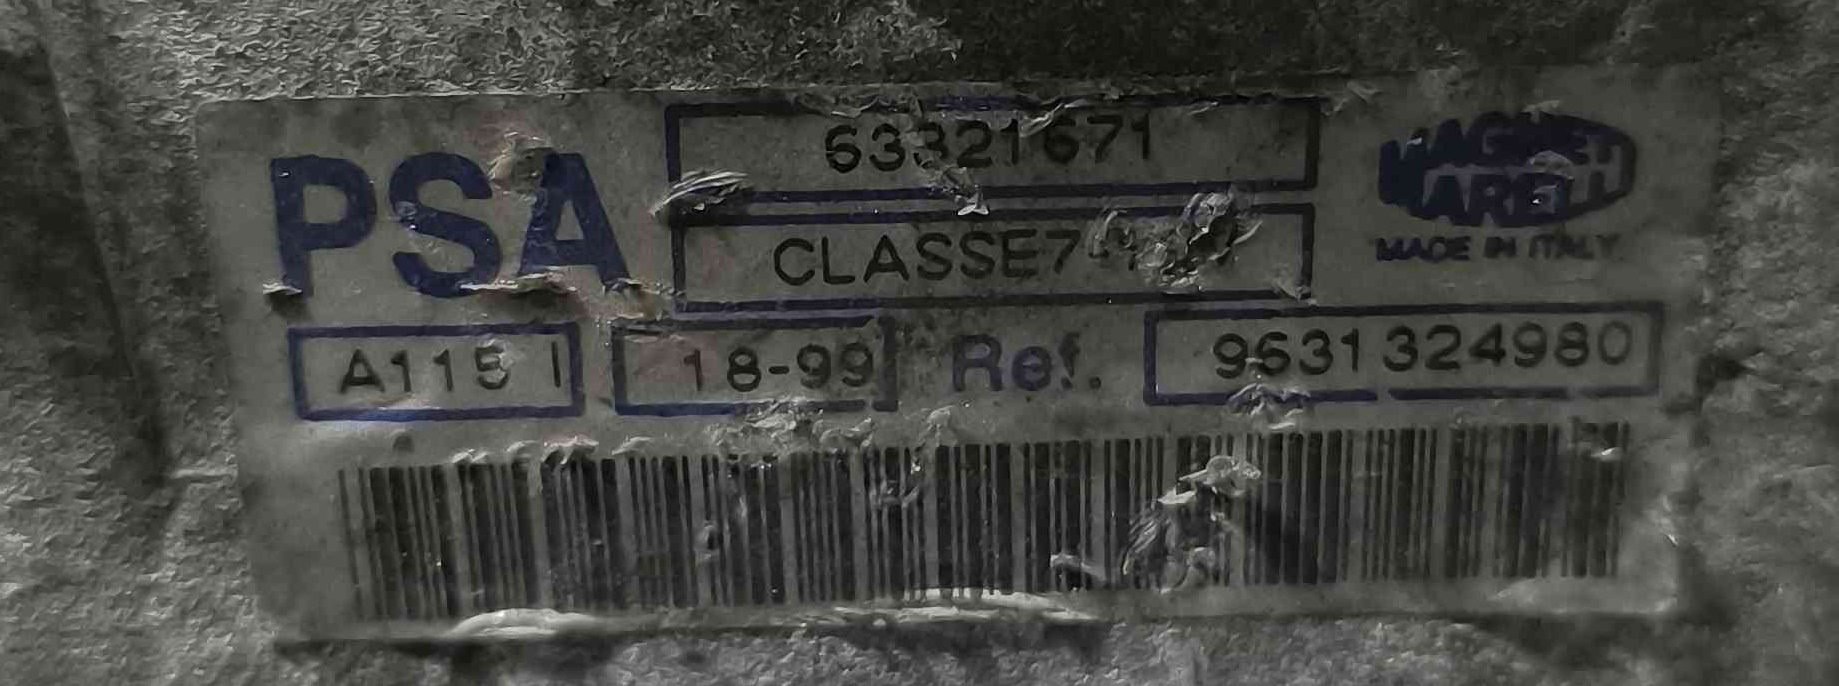 PSA
63321671
MAGNETI
MARELLI
MADE IN ITALY
CLASSE7
A115 I
18-99
Ref.
9631324980